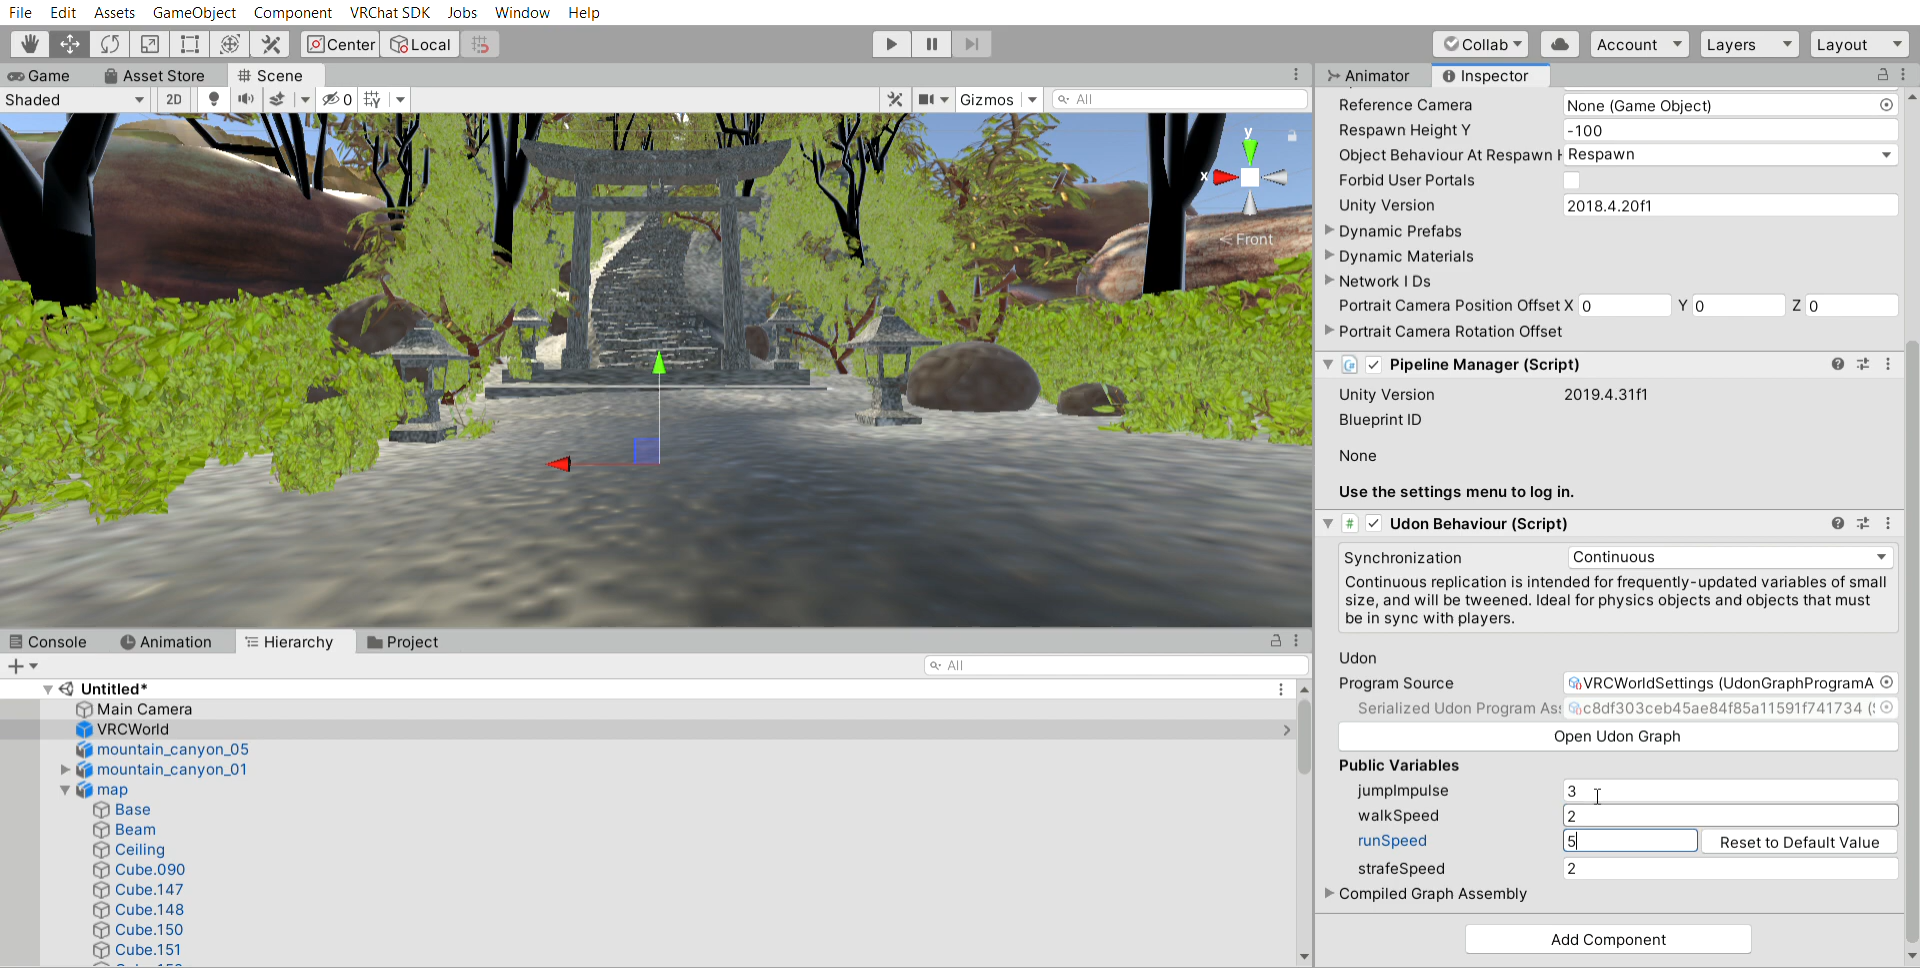 File Edit Assets GameObject Component VRChat SDK Jobs Window Help
Center Local Collab Account Layers Layout
Game Asset Store Scene
Shaded 2D 0 Gizmos All
y
x
Front
Console Animation Hierarchy Project
All
Untitled*
Main Camera
VRCWorld
mountain_canyon_05
mountain_canyon_01
map
Base
Beam
Ceiling
Cube.090
Cube.147
Cube.148
Cube.150
Cube.151
Animator Inspector
Reference Camera None (Game Object)
Respawn Height Y -100
Object Behaviour At Respawn Respawn
Forbid User Portals
Unity Version 2018.4.20f1
Dynamic Prefabs
Dynamic Materials
Network I Ds
Portrait Camera Position Offset X 0 Y 0 Z 0
Portrait Camera Rotation Offset
Pipeline Manager (Script)
Unity Version 2019.4.31f1
Blueprint ID
None
Use the settings menu to log in.
# Udon Behaviour (Script)
Synchronization Continuous
Continuous replication is intended for frequently-updated variables of small
size, and will be tweened. Ideal for physics objects and objects that must
be in sync with players.
Udon
Program Source VRCWorldSettings (UdonGraphProgramA
Serialized Udon Program As c8df303ceb45ae84f85a11591f741734 (
Open Udon Graph
Public Variables
jumpImpulse 3
walkSpeed 2
runSpeed 5 Reset to Default Value
strafeSpeed 2
Compiled Graph Assembly
Add Component